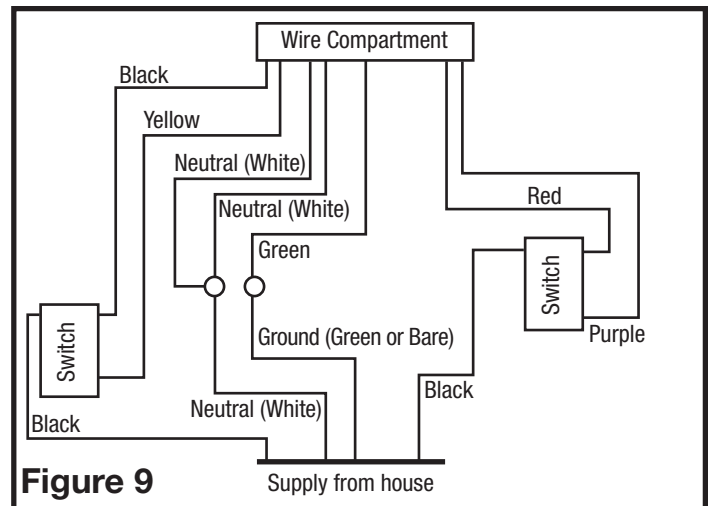 Wire Compartment
Black
Yellow
Neutral (White)
Neutral (White)
Red
Green
Switch
Switch
Ground (Green or Bare)
Purple
Black
Neutral (White)
Black
Figure 9
Supply from house